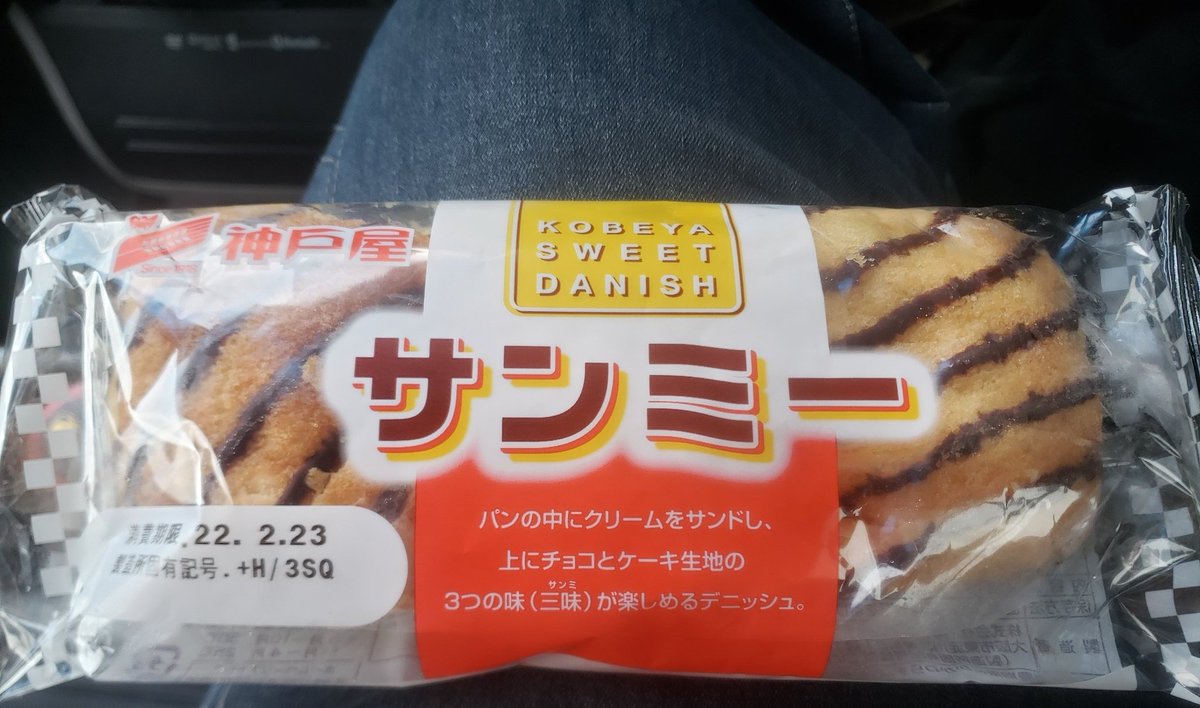 神戸屋
Since1918
KOBEYA
SWEET
DANISH
サンミー
パンの中にクリームをサンドし、
上にチョコとケーキ生地の
サンミ
3つの味(三味)が楽しめるデニッシュ。
消費期限 22. 2.23
製造所固有記号.+H/3SQ